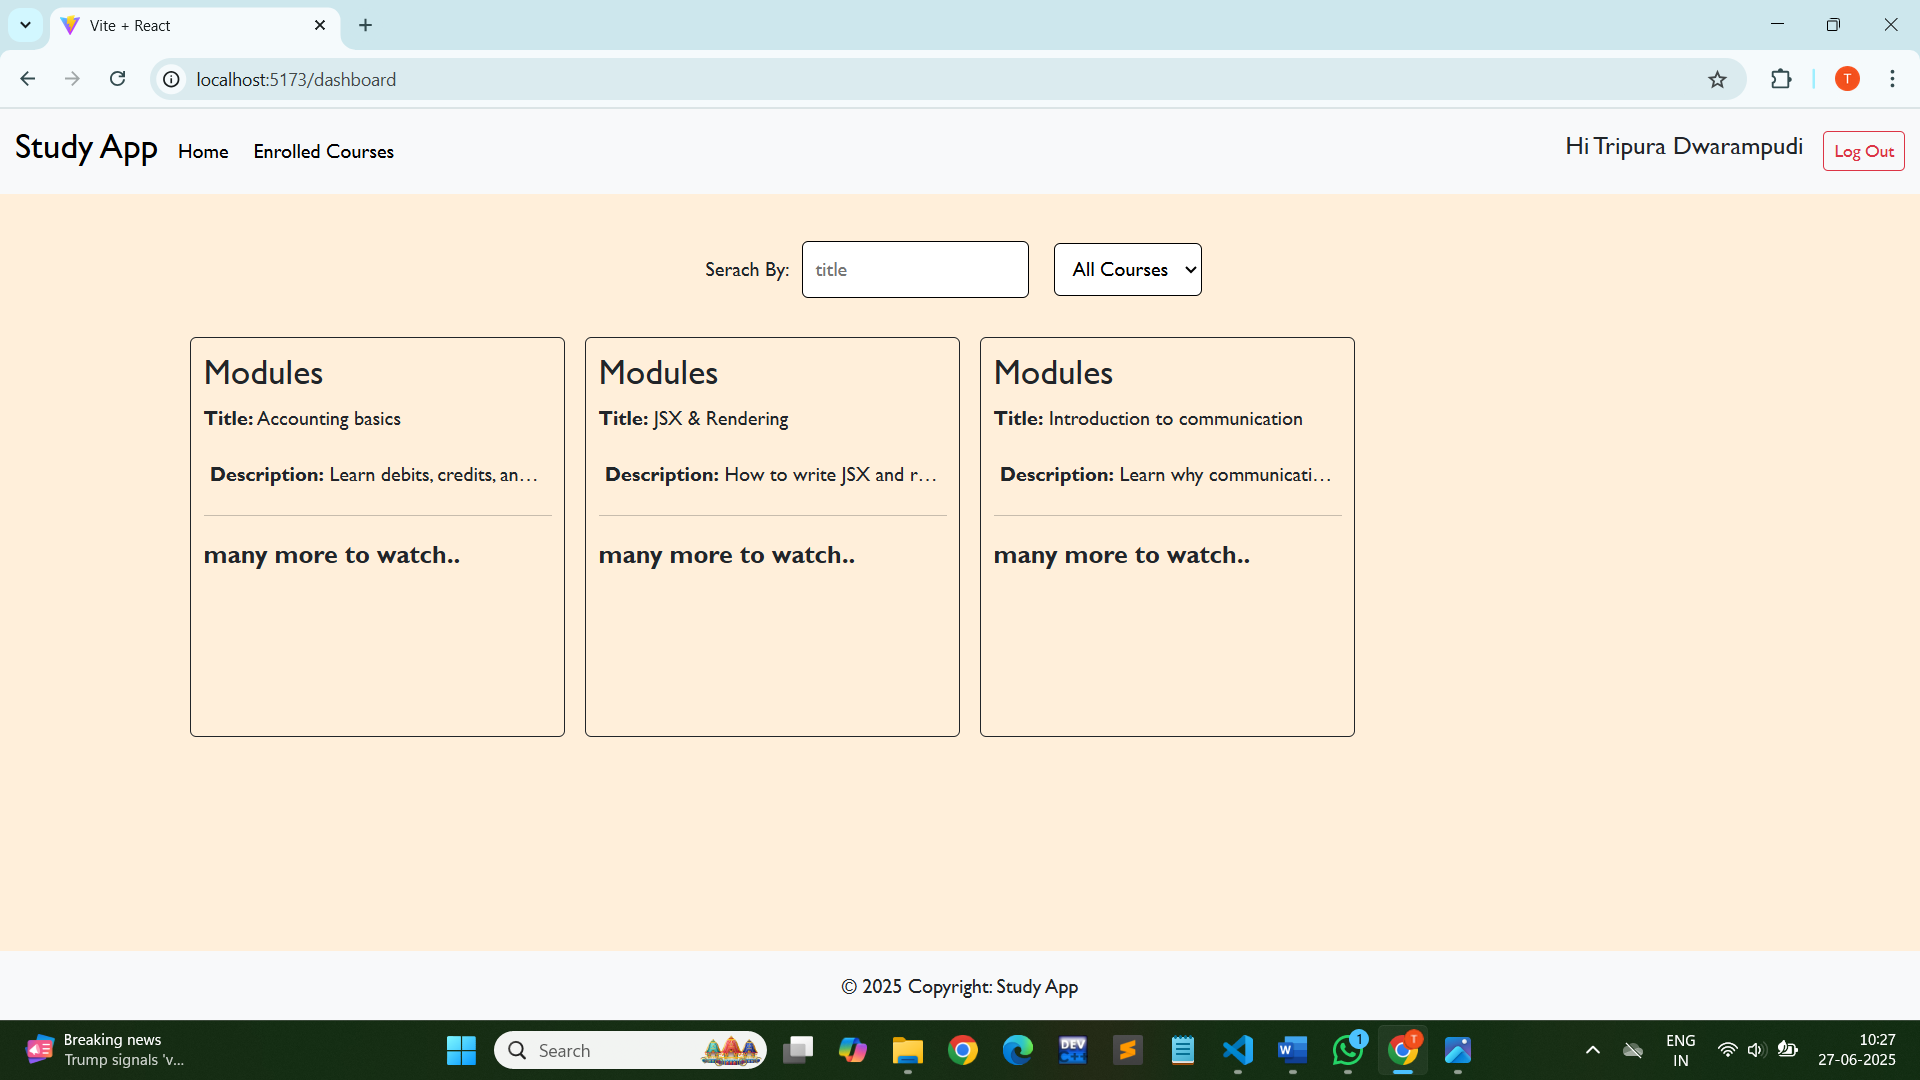 Vite + React
localhost:5173/dashboard
T
Study App
Home
Enrolled Courses
Hi Tripura Dwarampudi
Log Out
Serach By:
title
All Courses
Modules
Title: Accounting basics
Description: Learn debits, credits, an...
many more to watch..
Modules
Title: JSX & Rendering
Description: How to write JSX and r...
many more to watch..
Modules
Title: Introduction to communication
Description: Learn why communicati...
many more to watch..
© 2025 Copyright: Study App
Breaking news
Trump signals 'v...
Search
DEV
C++
W
1
T
ENG
IN
10:27
27-06-2025